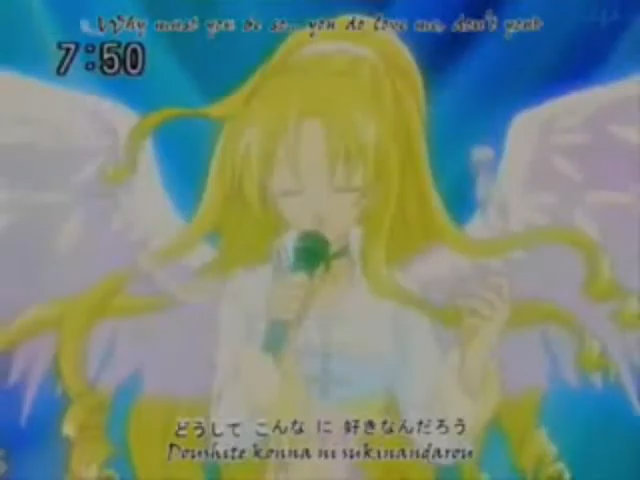 Why must you be so... you do love me, don't you?
7:50
どうして こんな に 好きなんだろう
Doushite konna ni sukinandarou